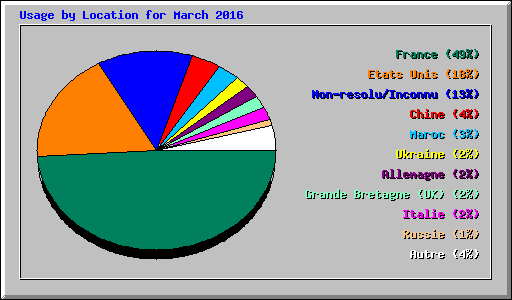 Usage by Location for March 2016
France (49%)
Etats Unis (18%)
Non-resolu/Inconnu (13%)
Chine (4%)
Maroc (3%)
Ukraine (2%)
Allemagne (2%)
Grande Bretagne (UK) (2%)
Italie (2%)
Russie (1%)
Autre (4%)